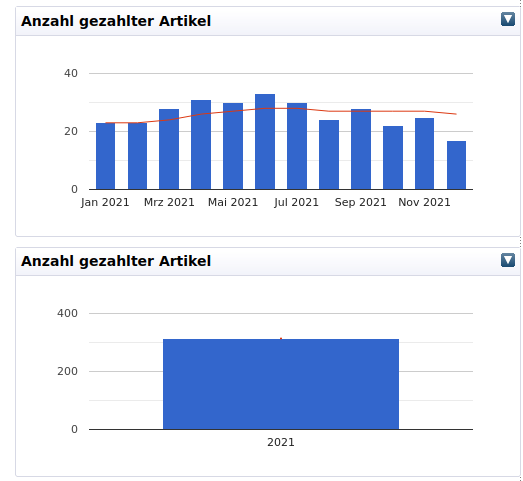 Anzahl gezahlter Artikel
40
20
0
Jan 2021 Mrz 2021 Mai 2021 Jul 2021 Sep 2021 Nov 2021
Anzahl gezahlter Artikel
400
200
0
2021